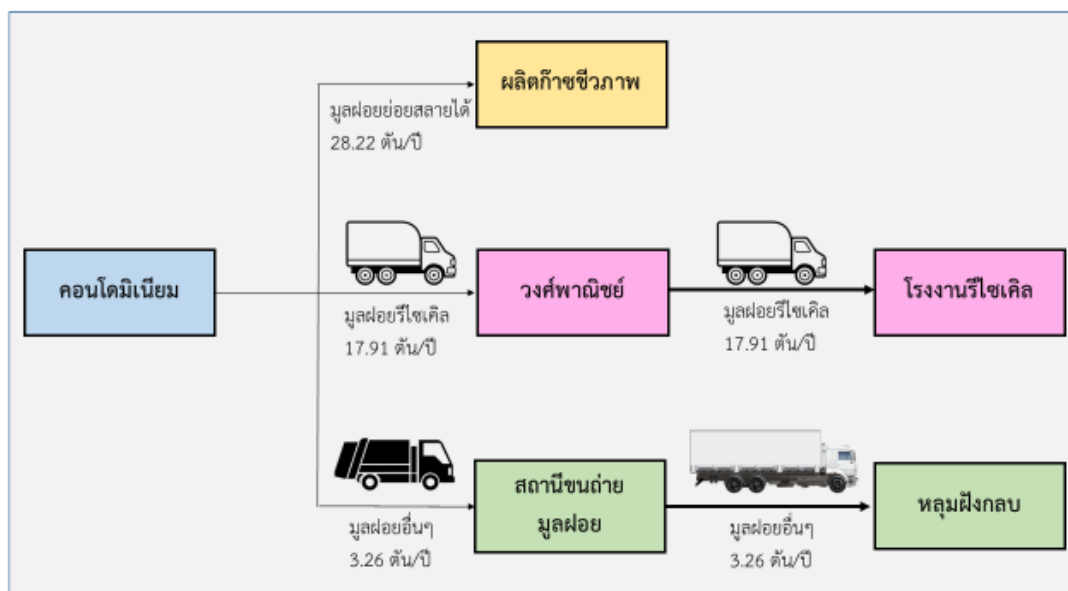 ผลิตก๊าซชีวภาพ
มูลฝอยย่อยสลายได้
28.22 ตัน/ปี
คอนโดมิเนียม
วงศ์พาณิชย์
โรงงานรีไซเคิล
มูลฝอยรีไซเคิล
17.91 ตัน/ปี
มูลฝอยรีไซเคิล
17.91 ตัน/ปี
สถานีขนถ่าย
มูลฝอย
หลุมฝังกลบ
มูลฝอยอื่นๆ
3.26 ตัน/ปี
มูลฝอยอื่นๆ
3.26 ตัน/ปี